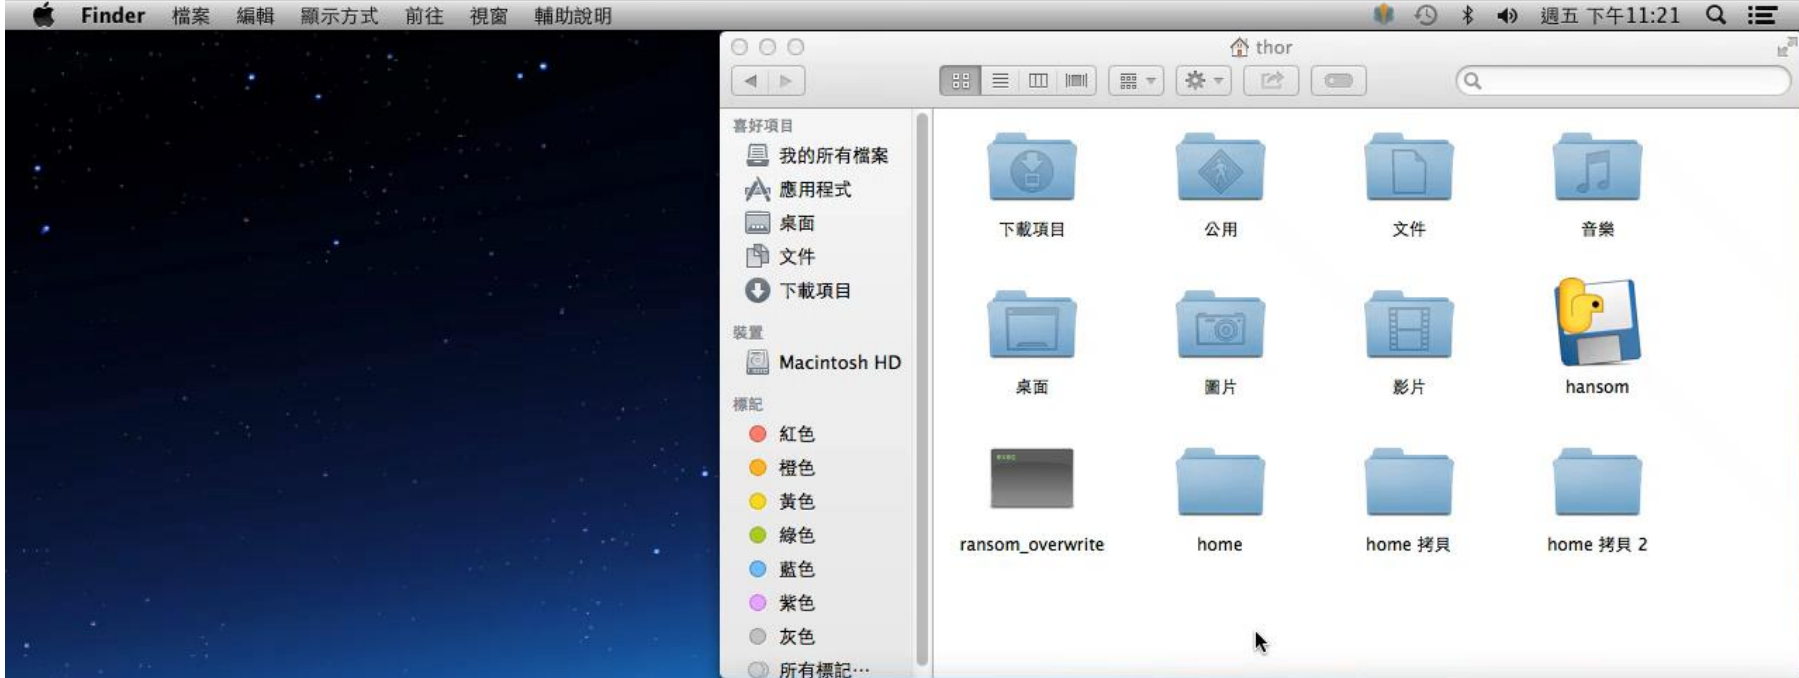 Finder 檔案 編輯 顯示方式 前往 視窗 輔助說明 週五 下午11:21
thor
喜好項目
我的所有檔案
應用程式
桌面
文件
下載項目
裝置
Macintosh HD
標記
紅色
橙色
黃色
綠色
藍色
紫色
灰色
所有標記…
下載項目 公用 文件 音樂
桌面 圖片 影片 hansom
exec
ransom_overwrite home home 拷貝 home 拷貝 2